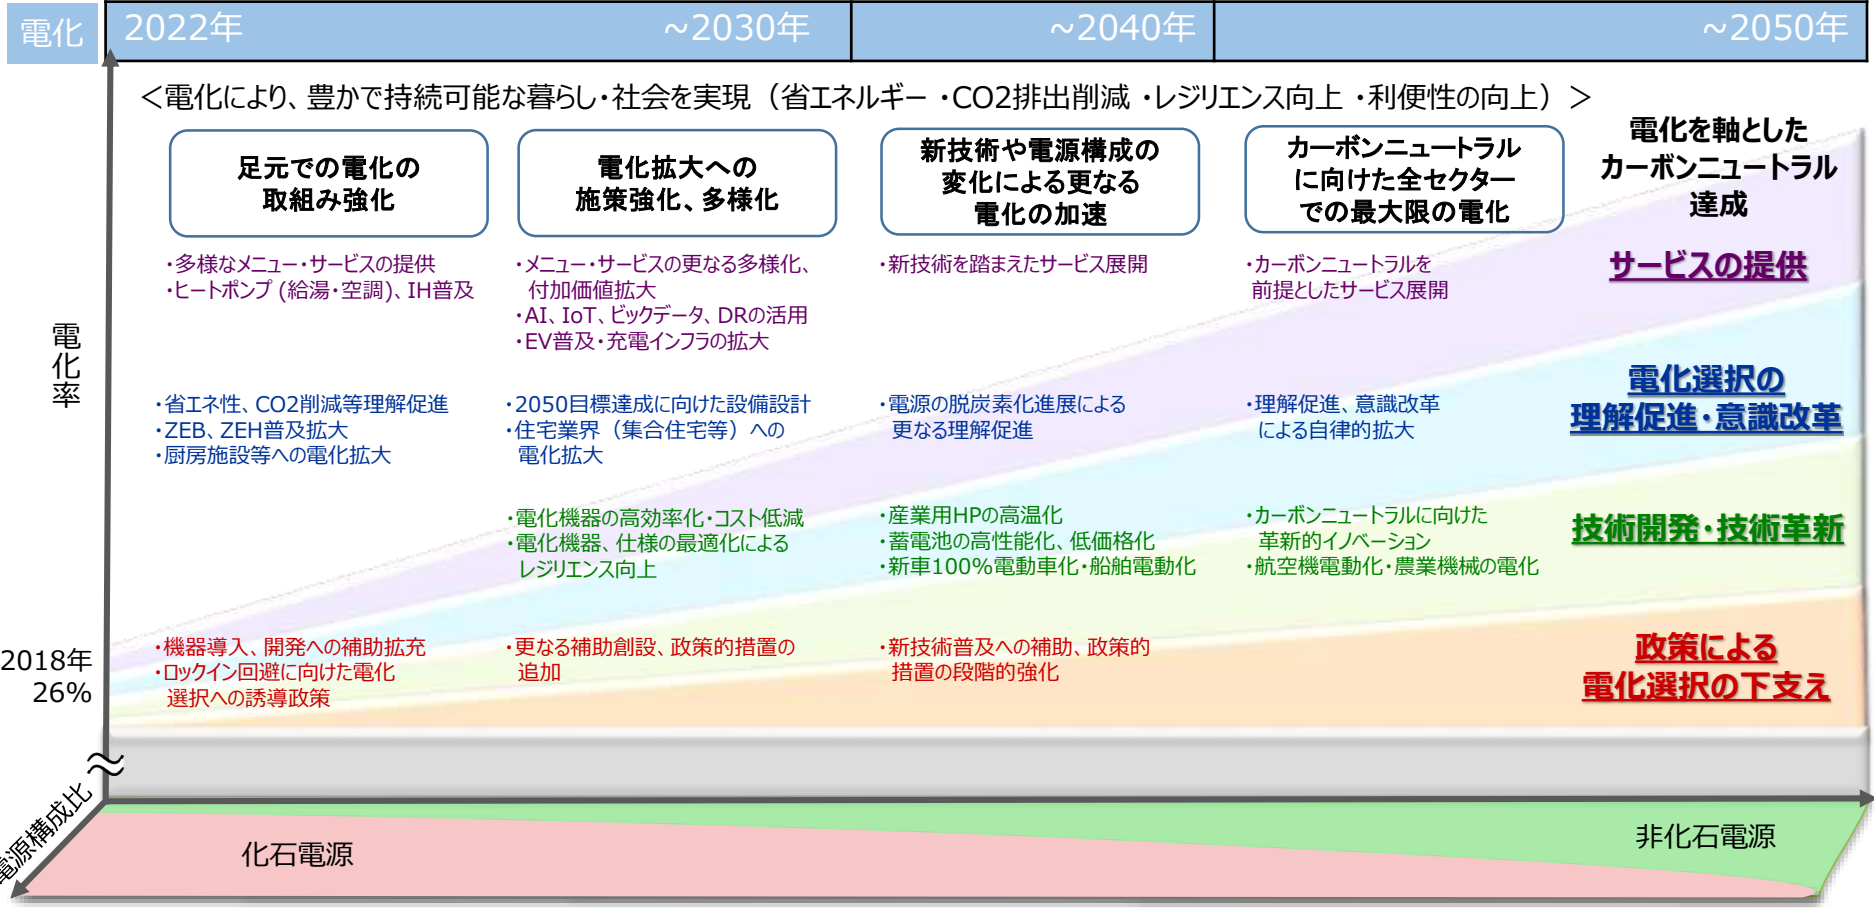 電化
2022年
~2030年
~2040年
~2050年
＜電化により、豊かで持続可能な暮らし・社会を実現（省エネルギー・CO2排出削減・レジリエンス向上・利便性の向上）＞
足元での電化の
取組み強化
電化拡大への
施策強化、多様化
新技術や電源構成の
変化による更なる
電化の加速
カーボンニュートラル
に向けた全セクター
での最大限の電化
電化を軸とした
カーボンニュートラル
達成
・多様なメニュー・サービスの提供
・ヒートポンプ (給湯・空調)、IH普及
・メニュー・サービスの更なる多様化、
付加価値拡大
・AI、IoT、ビックデータ、DRの活用
・EV普及・充電インフラの拡大
・新技術を踏まえたサービス展開
・カーボンニュートラルを
前提としたサービス展開
サービスの提供
電化率
・省エネ性、CO2削減等理解促進
・ZEB、ZEH普及拡大
・厨房施設等への電化拡大
・2050目標達成に向けた設備設計
・住宅業界（集合住宅等）への
電化拡大
・電源の脱炭素化進展による
更なる理解促進
・理解促進、意識改革
による自律的拡大
電化選択の
理解促進・意識改革
・電化機器の高効率化・コスト低減
・電化機器、仕様の最適化による
レジリエンス向上
・産業用HPの高温化
・蓄電池の高性能化、低価格化
・新車100%電動車化・船舶電動化
・カーボンニュートラルに向けた
革新的イノベーション
・航空機電動化・農業機械の電化
技術開発・技術革新
2018年
26%
・機器導入、開発への補助拡充
・ロックイン回避に向けた電化
選択への誘導政策
・更なる補助創設、政策的措置の
追加
・新技術普及への補助、政策的
措置の段階的強化
政策による
電化選択の下支え
電源構成比
化石電源
非化石電源